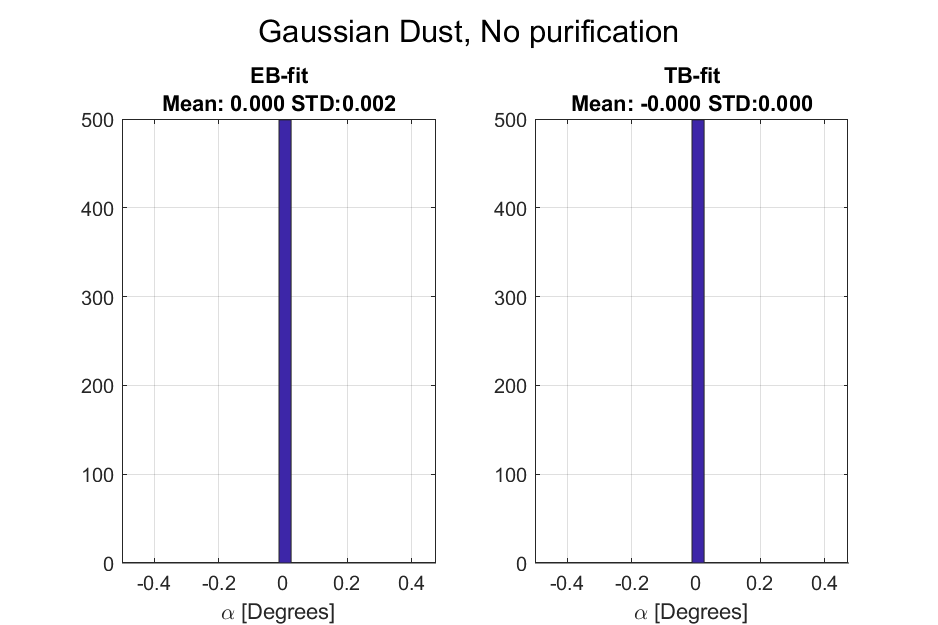 Gaussian Dust, No purification
EB-fit
Mean: 0.000 STD:0.002
500
400
300
200
100
0
-0.4 -0.2 0 0.2 0.4
α [Degrees]
TB-fit
Mean: -0.000 STD:0.000
500
400
300
200
100
0
-0.4 -0.2 0 0.2 0.4
α [Degrees]